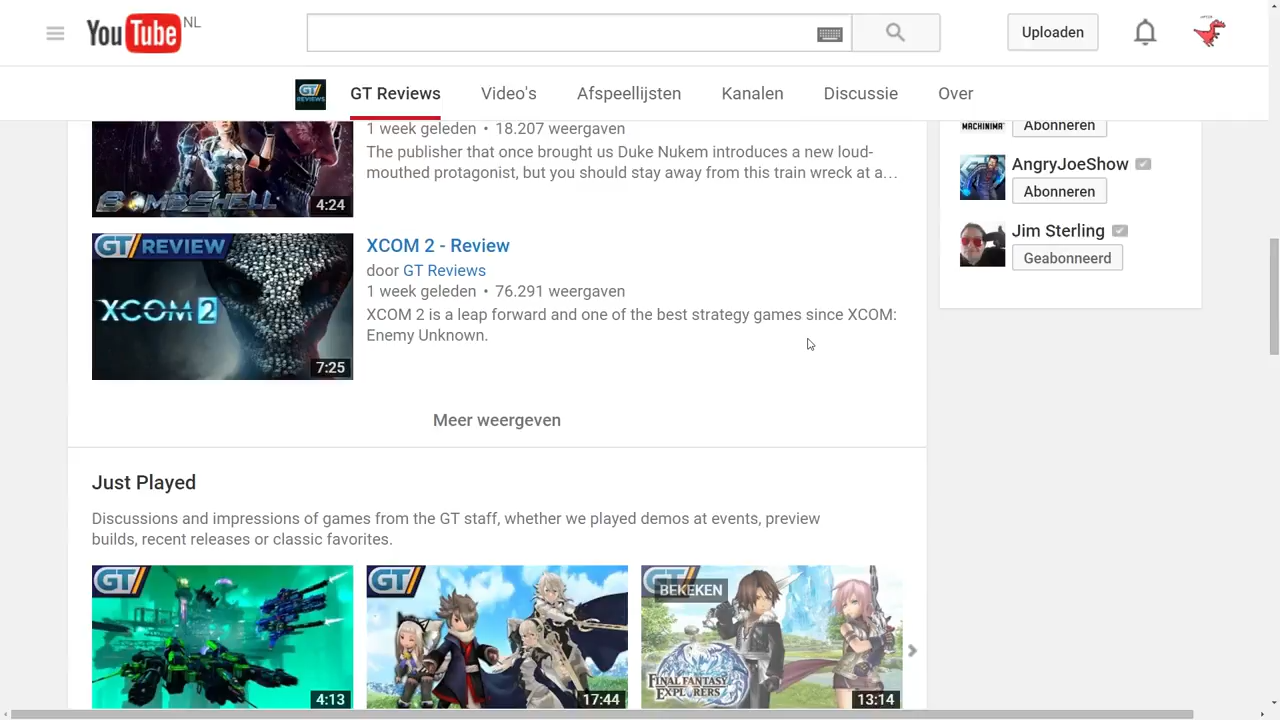 YouTube NL
Uploaden
GT REVIEWS
GT Reviews
Video's
Afspeellijsten
Kanalen
Discussie
Over
1 week geleden • 18.207 weergaven
The publisher that once brought us Duke Nukem introduces a new loud-
mouthed protagonist, but you should stay away from this train wreck at a…
BOMBSHELL
4:24
MACHINIMA
Abonneren
AngryJoeShow
Abonneren
Jim Sterling
Geabonneerd
GT REVIEW
XCOM 2
7:25
XCOM 2 - Review
door GT Reviews
1 week geleden • 76.291 weergaven
XCOM 2 is a leap forward and one of the best strategy games since XCOM:
Enemy Unknown.
Meer weergeven
Just Played
Discussions and impressions of games from the GT staff, whether we played demos at events, preview
builds, recent releases or classic favorites.
GT
4:13
GT
17:44
GT
BEKEKEN
FINAL FANTASY
EXPLORERS
13:14